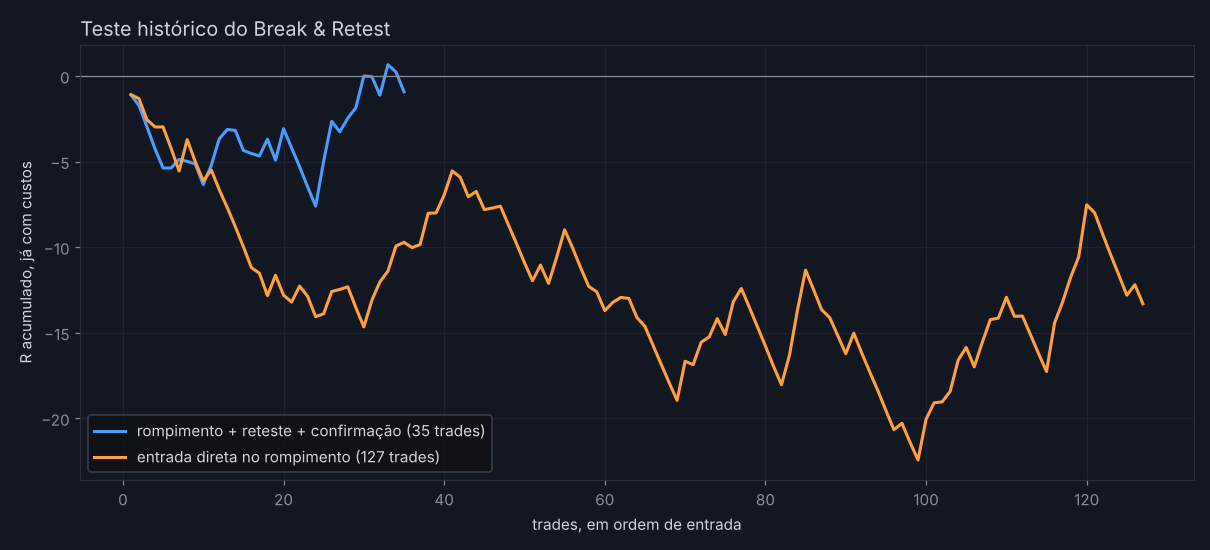 Teste histórico do Break & Retest
R acumulado, já com custos
0
−5
−10
−15
−20
rompimento + reteste + confirmação (35 trades)
entrada direta no rompimento (127 trades)
0
20
40
60
80
100
120
trades, em ordem de entrada